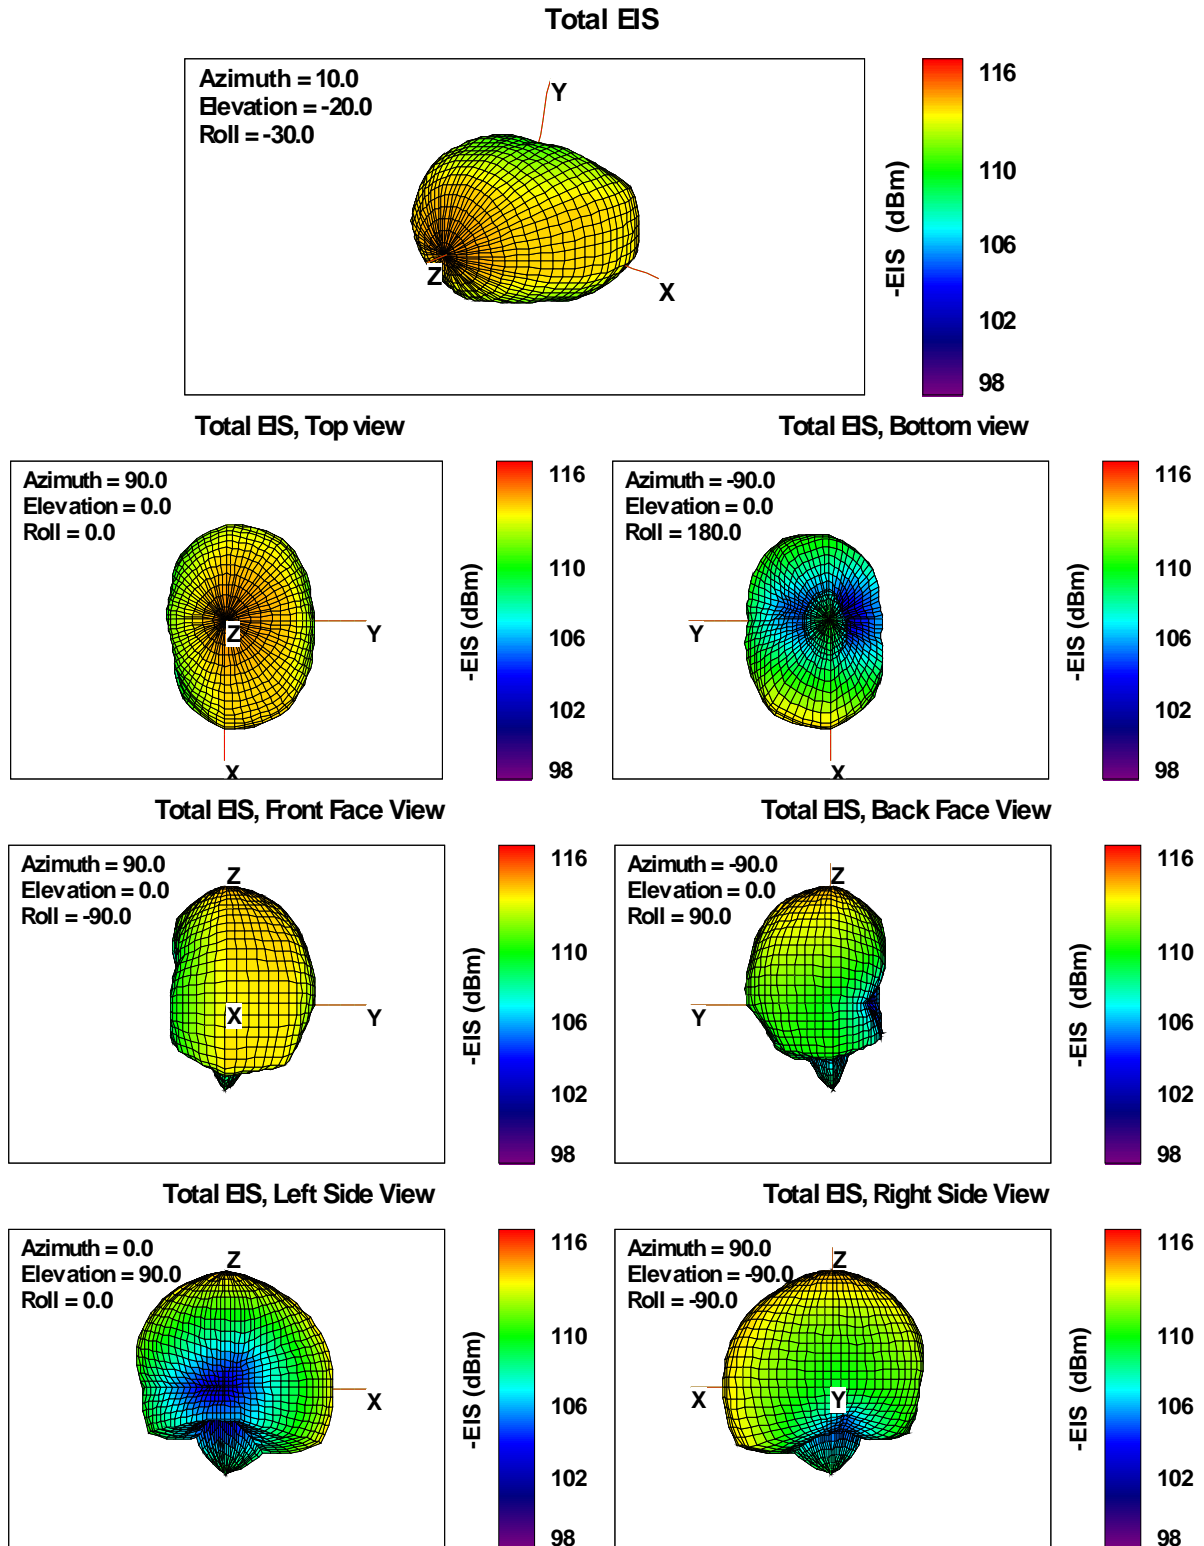 Total EIS
Azimuth = 10.0
Elevation = -20.0
Roll = -30.0
Y
Z
X
-EIS (dBm)
116
110
106
102
98
Total EIS, Top view
Azimuth = 90.0
Elevation = 0.0
Roll = 0.0
Z
Y
X
-EIS (dBm)
116
110
106
102
98
Total EIS, Bottom view
Azimuth = -90.0
Elevation = 0.0
Roll = 180.0
Y
X
-EIS (dBm)
116
110
106
102
98
Total EIS, Front Face View
Azimuth = 90.0
Elevation = 0.0
Roll = -90.0
Z
X
Y
-EIS (dBm)
116
110
106
102
98
Total EIS, Back Face View
Azimuth = -90.0
Elevation = 0.0
Roll = 90.0
Z
Y
-EIS (dBm)
116
110
106
102
98
Total EIS, Left Side View
Azimuth = 0.0
Elevation = 90.0
Roll = 0.0
Z
X
-EIS (dBm)
116
110
106
102
98
Total EIS, Right Side View
Azimuth = 90.0
Elevation = -90.0
Roll = -90.0
Z
X
Y
-EIS (dBm)
116
110
106
102
98